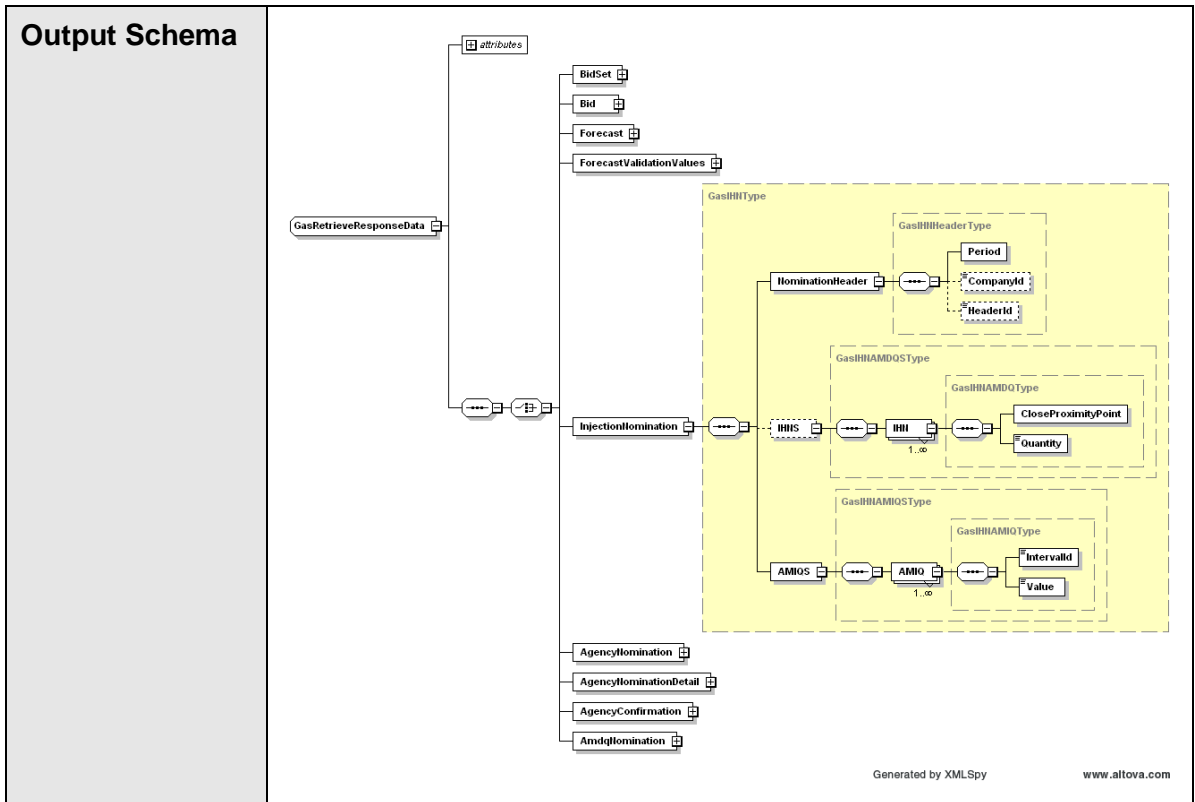 Output Schema
attributes
BidSet
Bid
Forecast
ForecastValidationValues
GasIHNType
GasIHNHeaderType
GasRetrieveResponseData
Period
NominationHeader
CompanyId
HeaderId
GasIHNAMDQSType
GasIHNAMDQType
CloseProximityPoint
InjectionNomination
IHNS
IHN
Quantity
1..∞
GasIHNAMIQSType
GasIHNAMIQType
IntervalId
AMIQS
AMIQ
Value
1..∞
AgencyNomination
AgencyNominationDetail
AgencyConfirmation
AmdqNomination
Generated by XMLSpy
www.altova.com